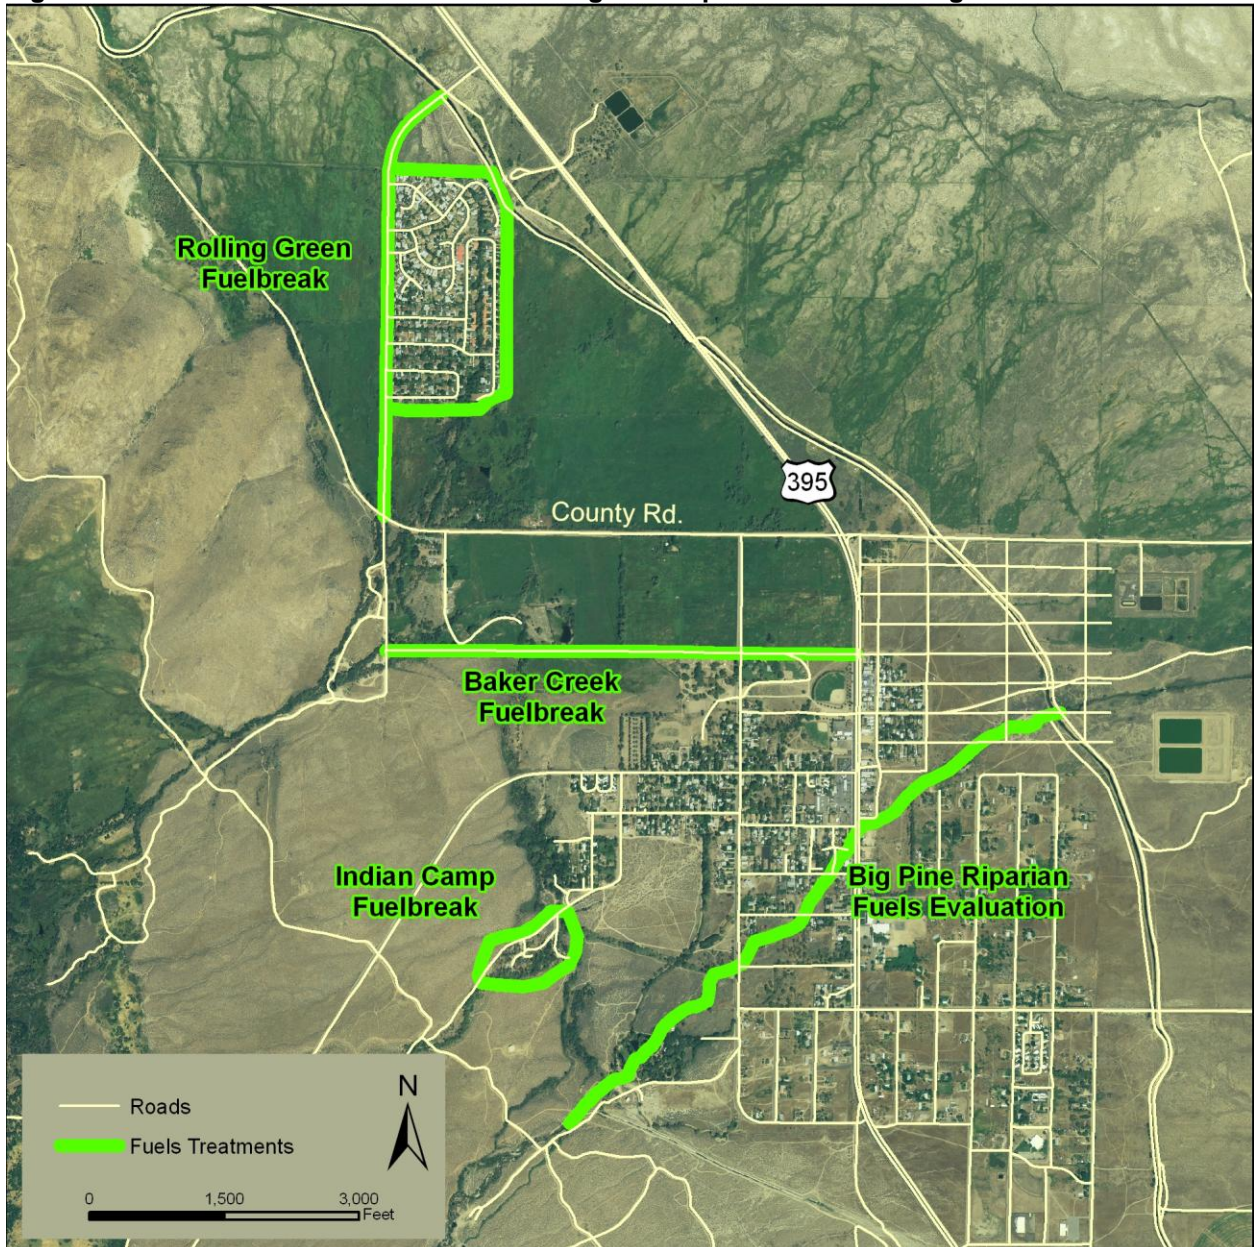 Rolling Green
Fuelbreak
395
County Rd.
Baker Creek
Fuelbreak
Indian Camp
Fuelbreak
Big Pine Riparian
Fuels Evaluation
N
Roads
Fuels Treatments
0 1,500 3,000
Feet